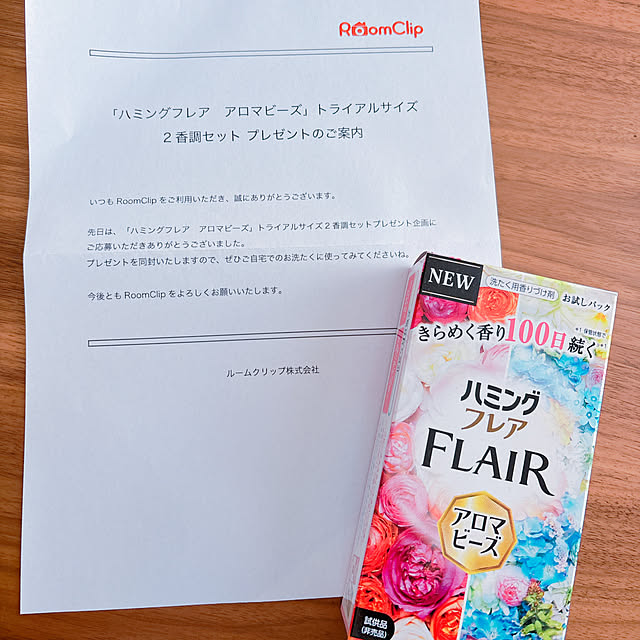 RoomClip
「ハミングフレア　アロマビーズ」トライアルサイズ
2香調セット プレゼントのご案内
いつも RoomClip をご利用いただき、誠にありがとうございます。
先日は、「ハミングフレア　アロマビーズ」トライアルサイズ2香調セットプレゼント企画に
ご応募いただきありがとうございました。
プレゼントを同封いたしますので、ぜひご自宅でのお洗たくに使ってみてくださいね。
今後とも RoomClip をよろしくお願いいたします。
ルームクリップ株式会社
NEW
洗たく用香りづけ剤
お試しパック
きらめく香り100日続く
ハミング
フレア
FLAIR
アロマ
ビーズ
試供品
(非売品)